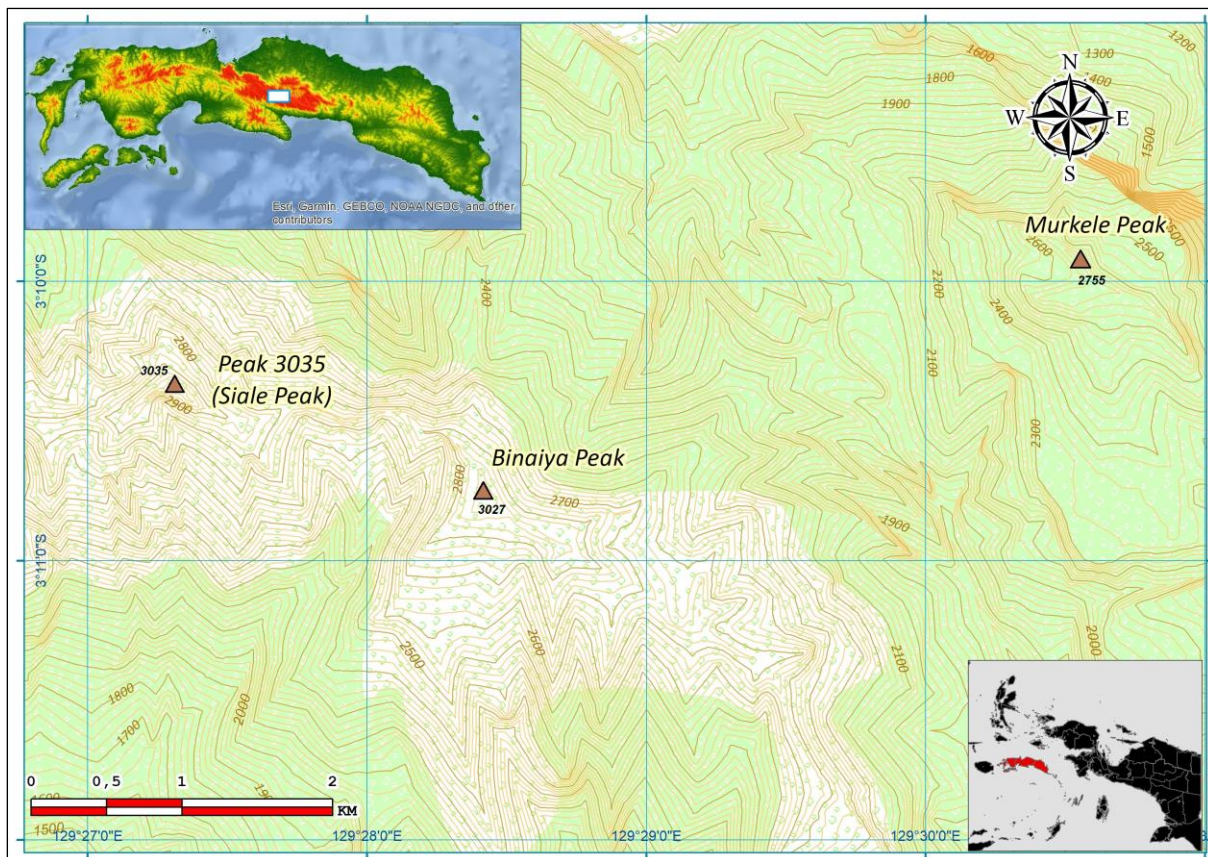 Esri, Garmin, GEBCO, NOAA NGDC, and other
contributors
1600
1300
1200
1800
1400
1900
N
W
E
S
1500
Murkele Peak
2600
2500
2755
3°10'0"S
2400
2200
2400
2800
Peak 3035
(Siale Peak)
3035
2900
2100
2300
Binaiya Peak
2800
3027
2700
1900
3°11'0"S
2500
2600
2100
2000
1800
2000
1700
0
0,5
1
2
KM
1500
129°27'0"E
129°28'0"E
129°29'0"E
129°30'0"E